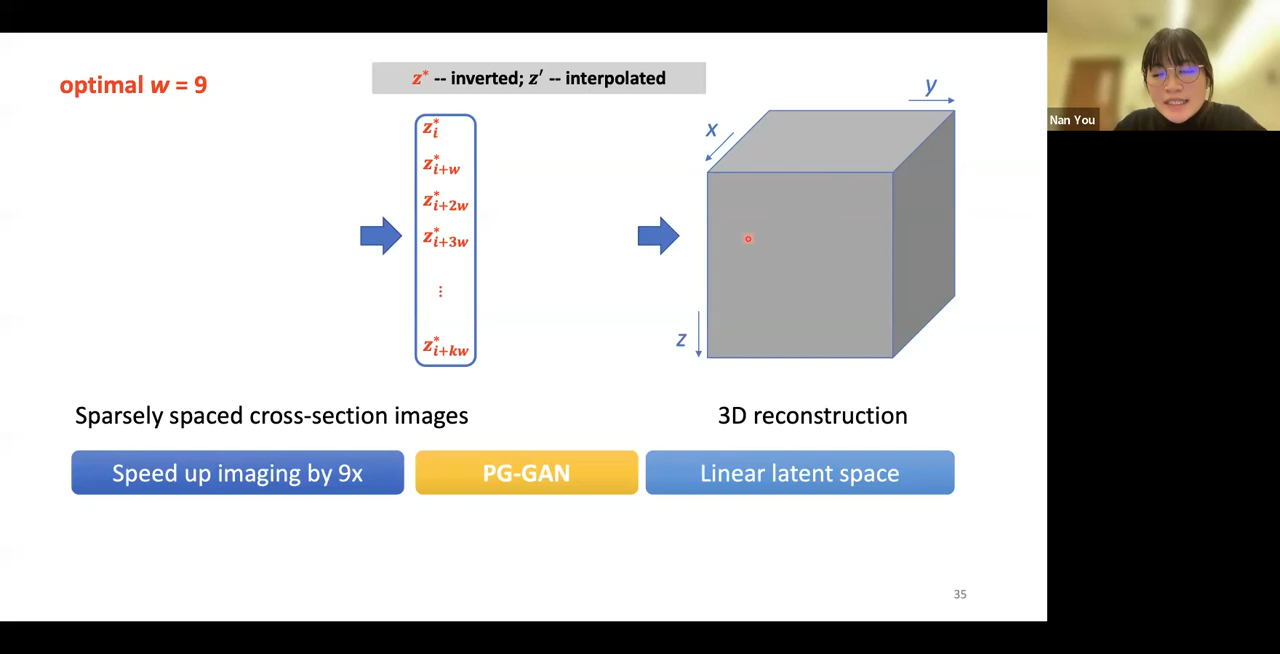 optimal w = 9
z* -- inverted; z′ -- interpolated
y
x
z*i
z*i+w
z*i+2w
z*i+3w
⋮
z*i+kw
z
Sparsely spaced cross-section images
3D reconstruction
Speed up imaging by 9x
PG-GAN
Linear latent space
35
Nan You